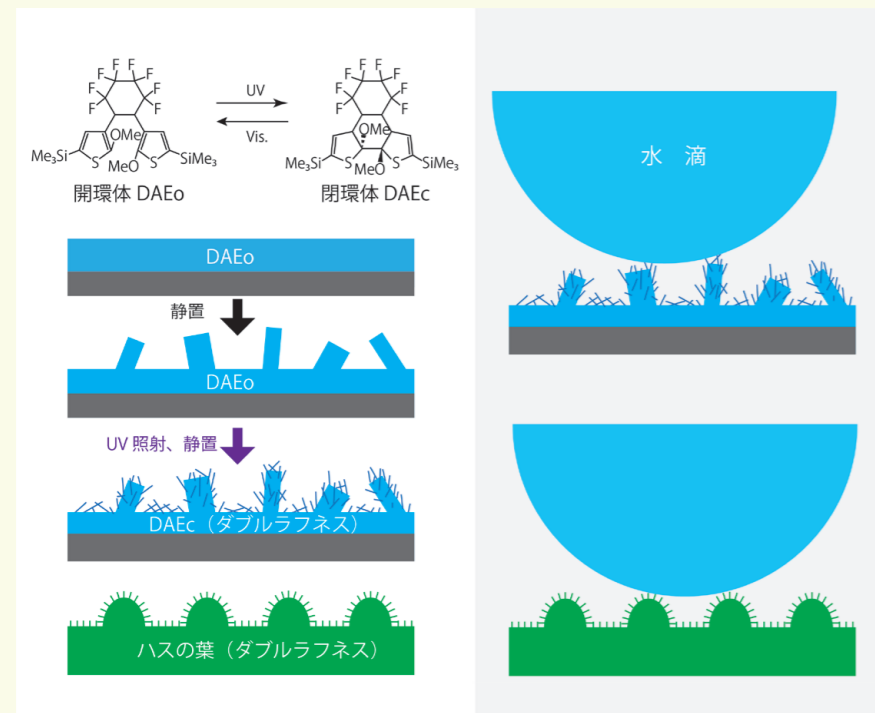 F F F F
F F
F F
OMe
Me₃Si S MeO S SiMe₃
開環体 DAEo
UV
Vis.
F F F F
F F
F F
OMe
Me₃Si S MeO S SiMe₃
閉環体 DAEc
DAEo
静置
DAEo
UV 照射、静置
DAEc（ダブルラフネス）
ハスの葉（ダブルラフネス）
水　滴